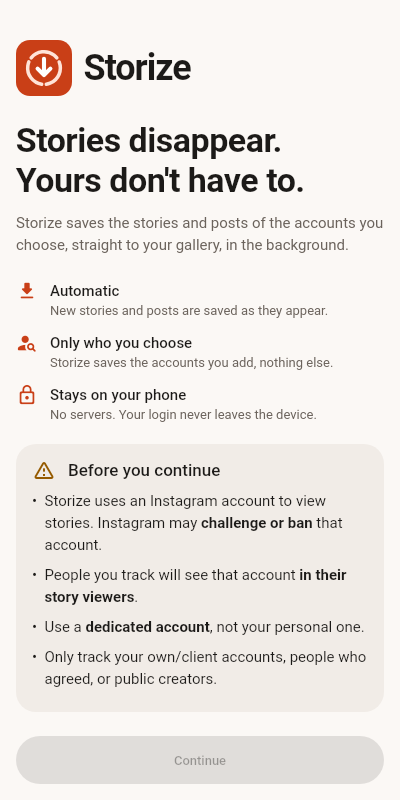 Storize
Stories disappear.
Yours don't have to.
Storize saves the stories and posts of the accounts you
choose, straight to your gallery, in the background.
Automatic
New stories and posts are saved as they appear.
Only who you choose
Storize saves the accounts you add, nothing else.
Stays on your phone
No servers. Your login never leaves the device.
Before you continue
• Storize uses an Instagram account to view
stories. Instagram may challenge or ban that
account.
• People you track will see that account in their
story viewers.
• Use a dedicated account, not your personal one.
• Only track your own/client accounts, people who
agreed, or public creators.
Continue